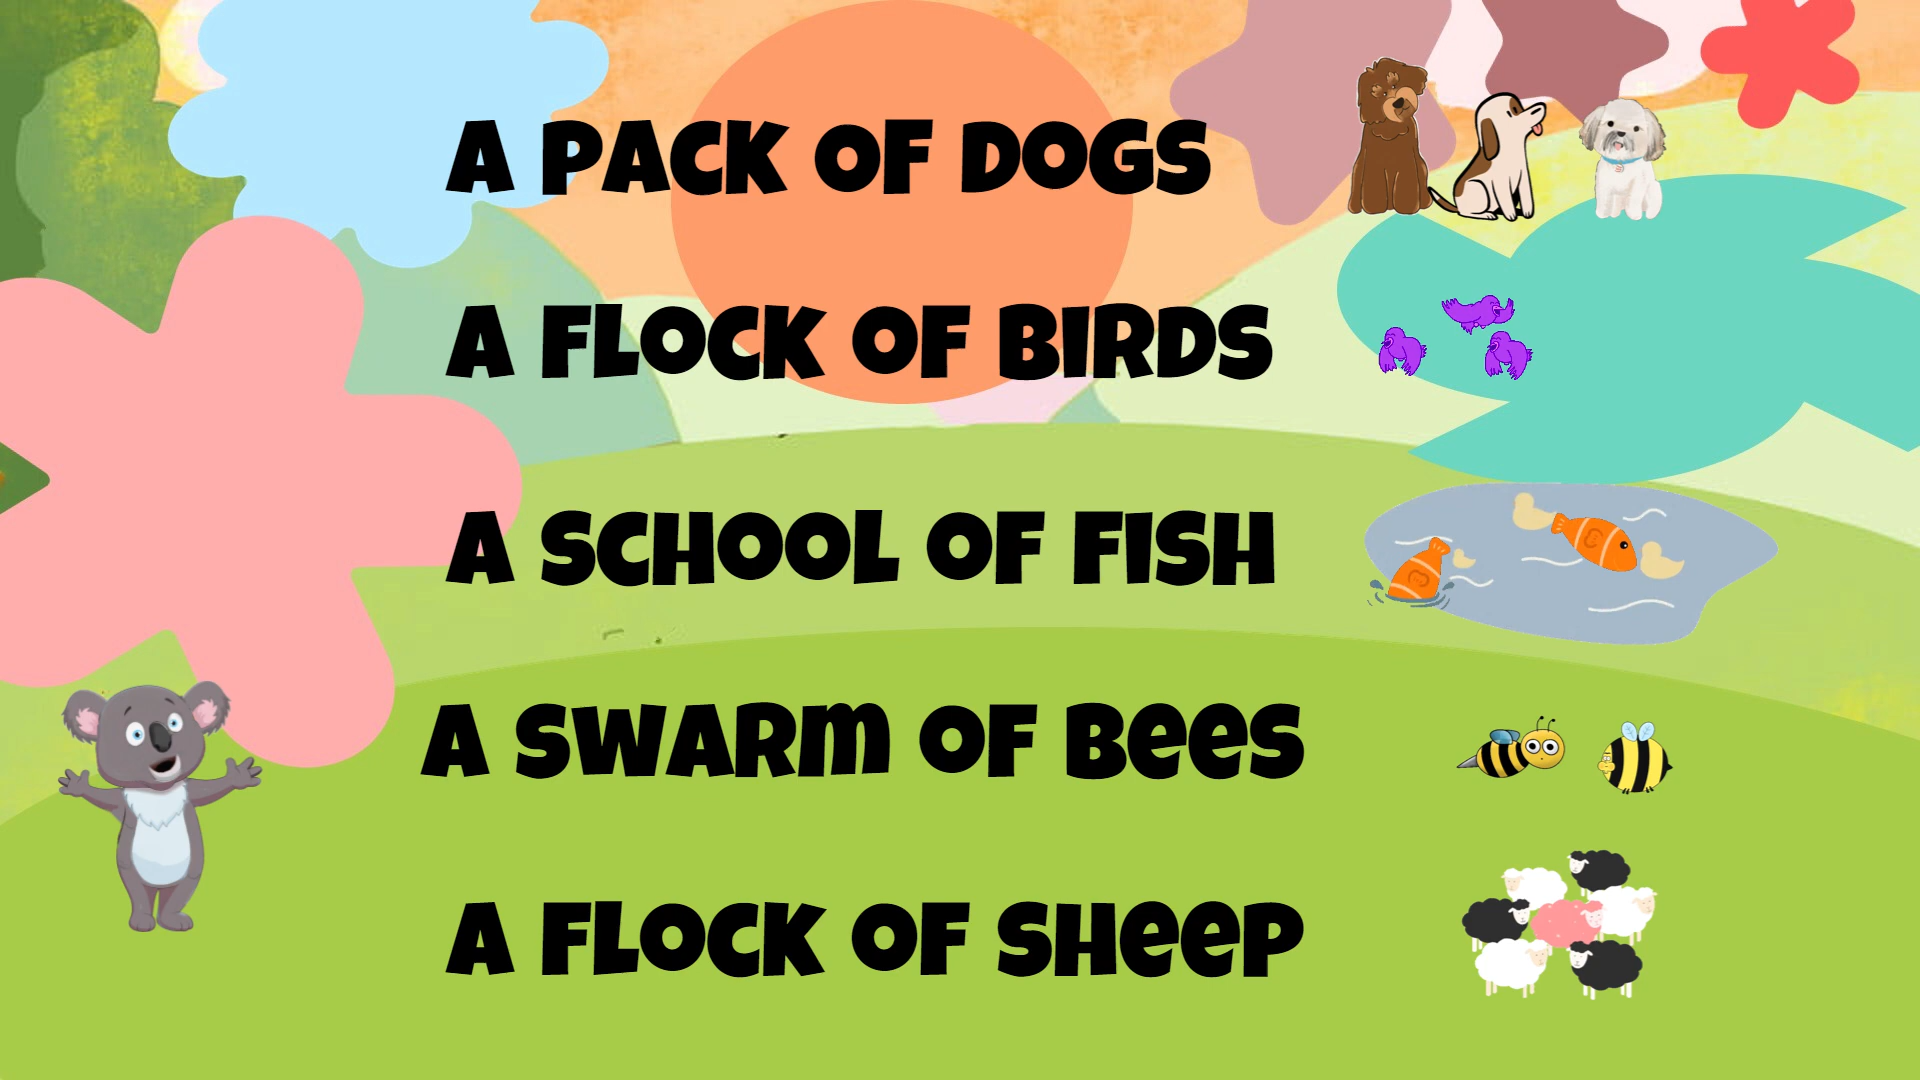 A PACK OF DOGS
A FLOCK OF BIRDS
A SCHOOL OF FISH
A SWARM OF BEES
A FLOCK OF SHEEP